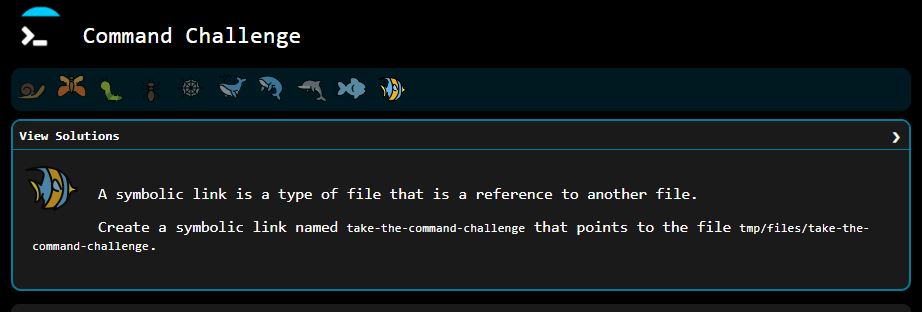 Command Challenge
View Solutions
A symbolic link is a type of file that is a reference to another file.
Create a symbolic link named take-the-command-challenge that points to the file tmp/files/take-the-
command-challenge.